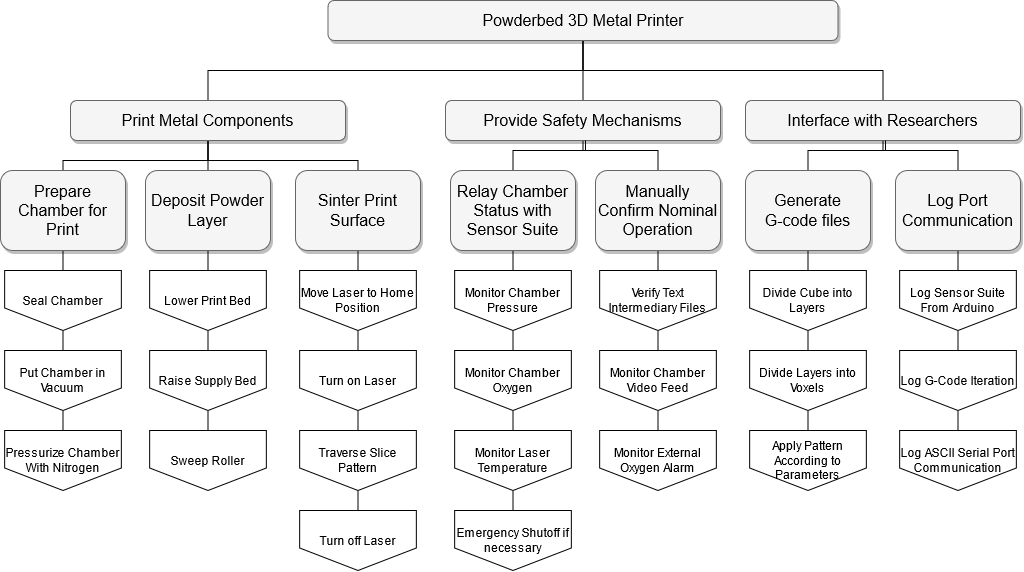 Powderbed 3D Metal Printer
Print Metal Components
Provide Safety Mechanisms
Interface with Researchers
Prepare
Chamber for
Print
Deposit Powder
Layer
Sinter Print
Surface
Relay Chamber
Status with
Sensor Suite
Manually
Confirm Nominal
Operation
Generate
G-code files
Log Port
Communication
Seal Chamber
Lower Print Bed
Move Laser to Home
Position
Monitor Chamber
Pressure
Verify Text
Intermediary Files
Divide Cube into
Layers
Log Sensor Suite
From Arduino
Put Chamber in
Vacuum
Raise Supply Bed
Turn on Laser
Monitor Chamber
Oxygen
Monitor Chamber
Video Feed
Divide Layers into
Voxels
Log G-Code Iteration
Pressurize Chamber
With Nitrogen
Sweep Roller
Traverse Slice
Pattern
Monitor Laser
Temperature
Monitor External
Oxygen Alarm
Apply Pattern
According to
Parameters
Log ASCII Serial Port
Communication
Turn off Laser
Emergency Shutoff if
necessary